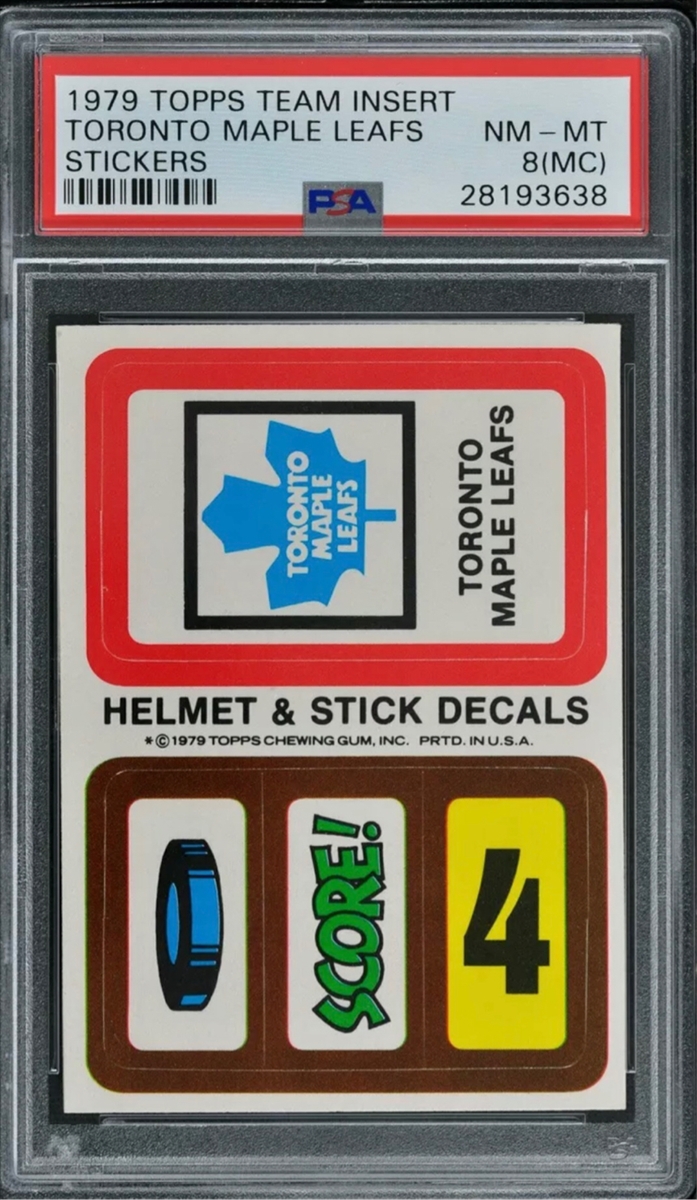 1979 TOPPS TEAM INSERT
TORONTO MAPLE LEAFS NM – MT
STICKERS 8(MC)
PSA 28193638
TORONTO
MAPLE
LEAFS
TORONTO
MAPLE LEAFS
HELMET & STICK DECALS
*©1979 TOPPS CHEWING GUM, INC. PRTD. IN U.S.A.
SCORE!
4